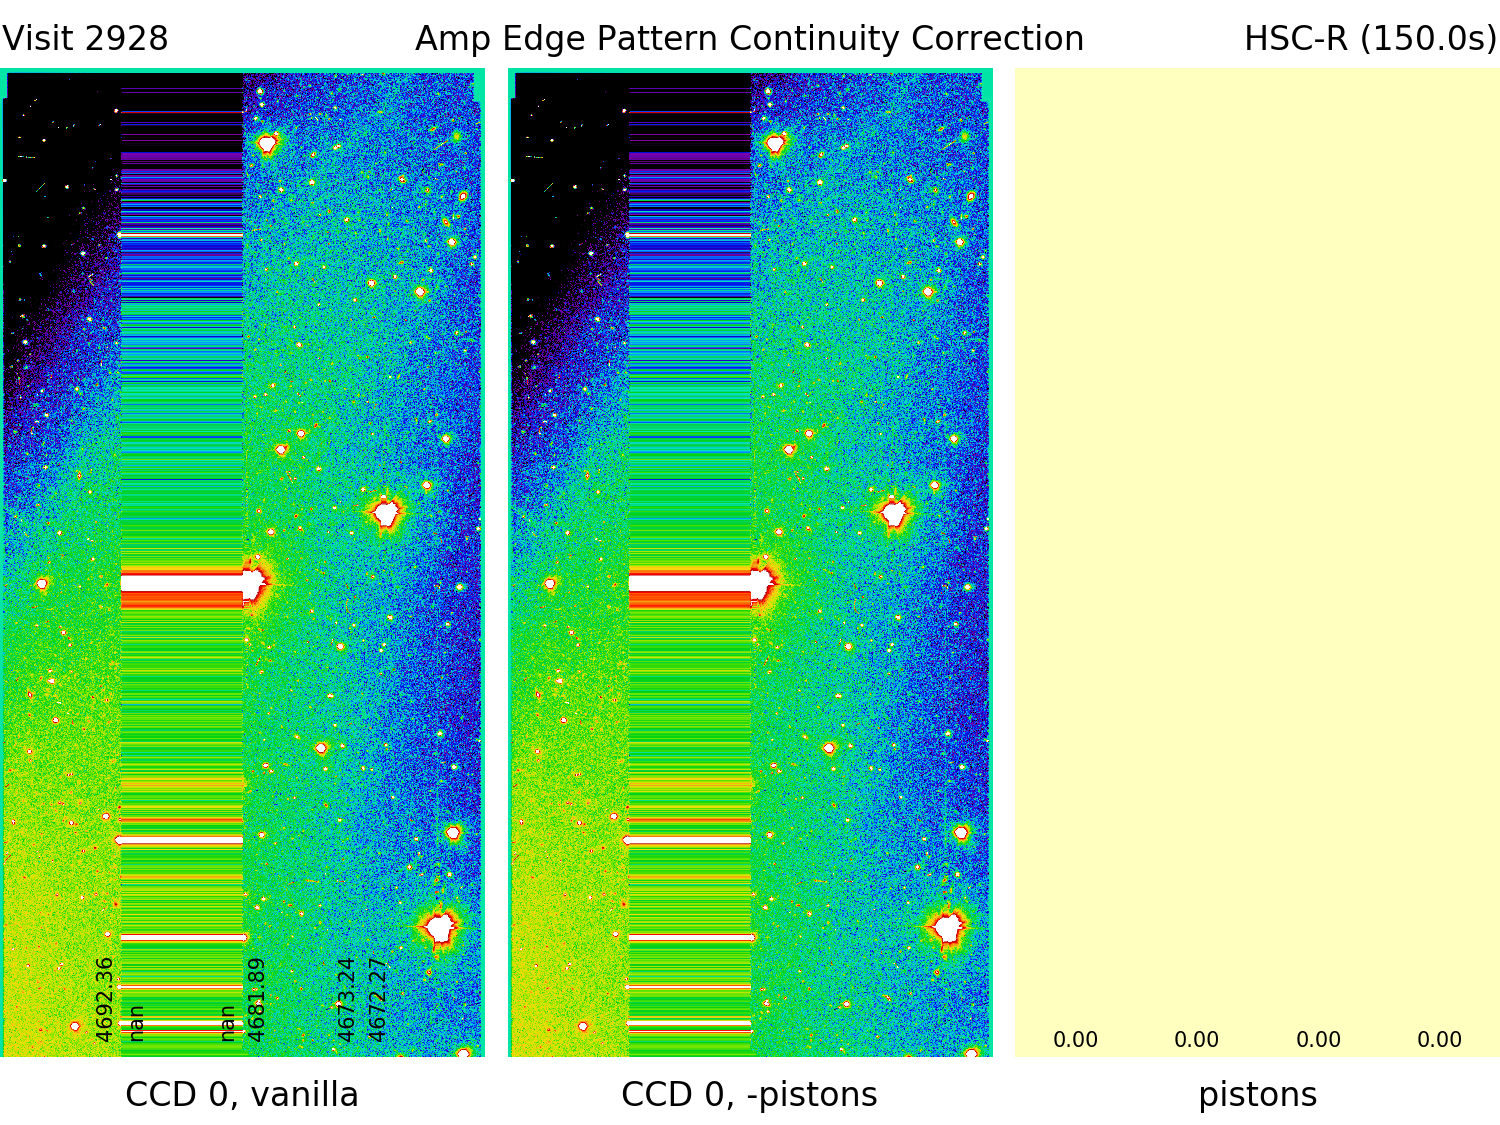 Visit 2928
Amp Edge Pattern Continuity Correction
HSC-R (150.0s)
4692.36
nan
nan
4681.89
4673.24
4672.27
0.00
0.00
0.00
0.00
CCD 0, vanilla
CCD 0, -pistons
pistons